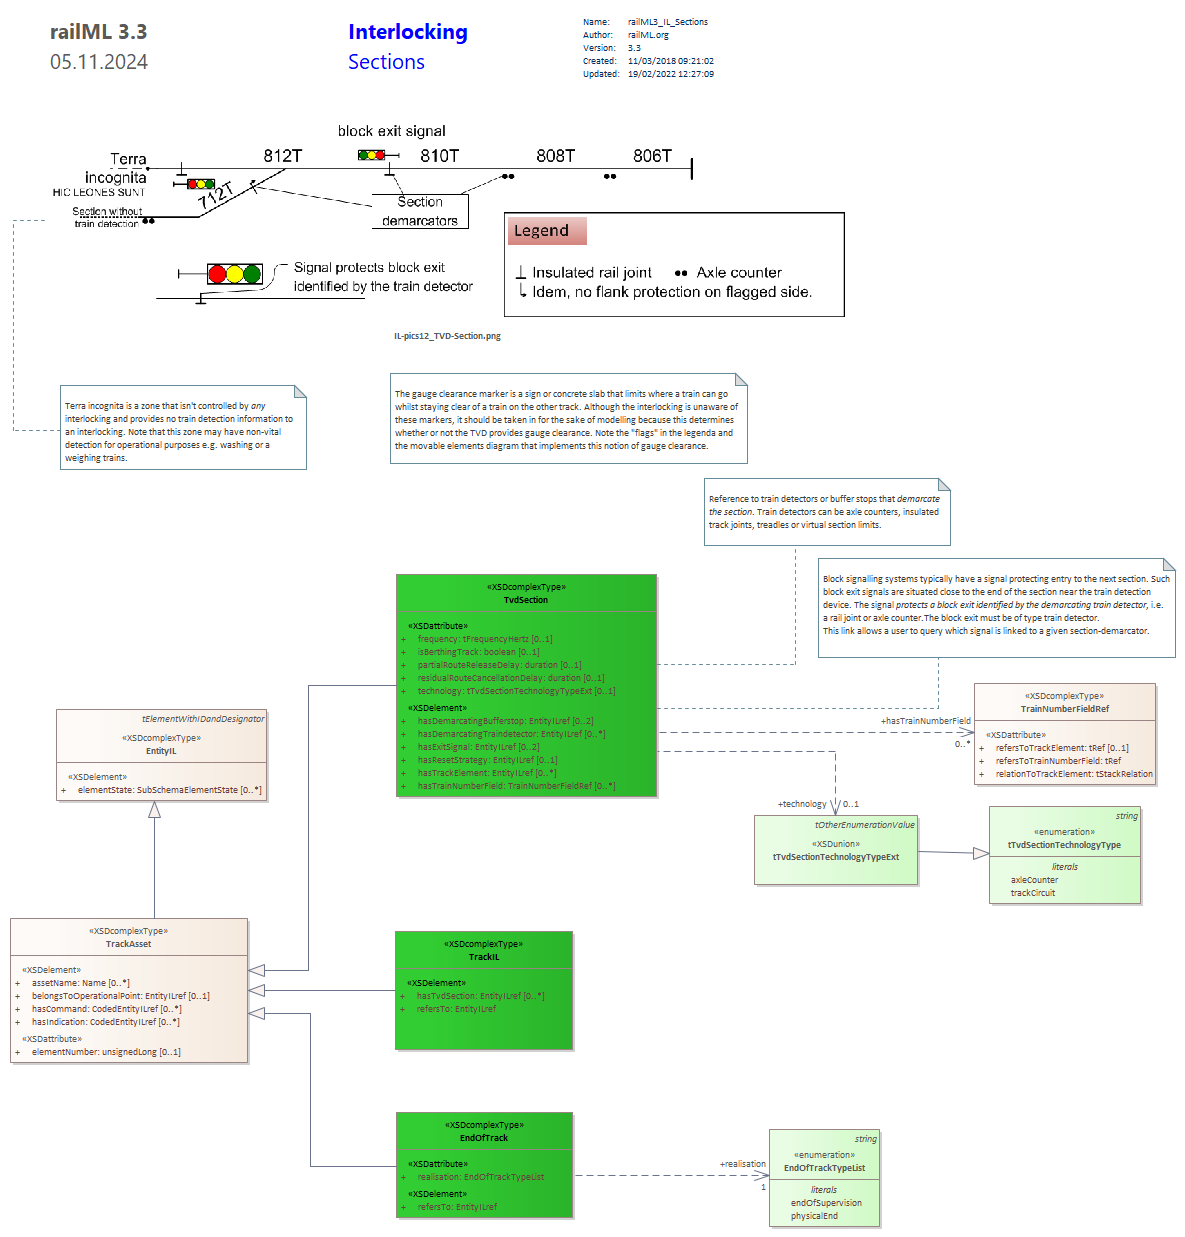 railML 3.3
05.11.2024
Interlocking
Sections
Name: railML3_IL_Sections
Author: railML.org
Version: 3.3
Created: 11/03/2018 09:21:02
Updated: 19/02/2022 12:27:09
block exit signal
Terra
incognita
HIC LEONES SUNT
812T
810T
808T
806T
712T
Section without
train detection
Section
demarcators
Signal protects block exit
identified by the train detector
Legend
Insulated rail joint
Axle counter
Idem, no flank protection on flagged side.
IL-pics12_TVD-Section.png
Terra incognita is a zone that isn't controlled by any
interlocking and provides no train detection information to
an interlocking. Note that this zone may have non-vital
detection for operational purposes e.g. washing or a
weighing trains.
The gauge clearance marker is a sign or concrete slab that limits where a train can go
whilst staying clear of a train on the other track. Although the interlocking is unaware of
these markers, it should be taken in for the sake of modelling because this determines
whether or not the TVD provides gauge clearance. Note the "flags" in the legenda and
the movable elements diagram that implements this notion of gauge clearance.
Reference to train detectors or buffer stops that demarcate
the section. Train detectors can be axle counters, insulated
track joints, treadles or virtual section limits.
Block signalling systems typically have a signal protecting entry to the next section. Such
block exit signals are situated close to the end of the section near the train detection
device. The signal protects a block exit identified by the demarcating train detector, i.e.
a rail joint or axle counter.The block exit must be of type train detector.
This link allows a user to query which signal is linked to a given section-demarcator.
«XSDcomplexType»
TvdSection
«XSDattribute»
+ frequency: tFrequencyHertz [0..1]
+ isBerthingTrack: boolean [0..1]
+ partialRouteReleaseDelay: duration [0..1]
+ residualRouteCancellationDelay: duration [0..1]
+ technology: tTvdSectionTechnologyTypeExt [0..1]
«XSDelement»
+ hasDemarcatingBufferstop: EntityILref [0..2]
+ hasDemarcatingTraindetector: EntityILref [0..*]
+ hasExitSignal: EntityILref [0..2]
+ hasResetStrategy: EntityILref [0..1]
+ hasTrackElement: EntityILref [0..*]
+ hasTrainNumberField: TrainNumberFieldRef [0..*]
+hasTrainNumberField
0..*
«XSDcomplexType»
TrainNumberFieldRef
«XSDattribute»
+ refersToTrackElement: tRef [0..1]
+ refersToTrainNumberField: tRef
+ relationToTrackElement: tStackRelation
tElementWithIDandDesignator
«XSDcomplexType»
EntityIL
«XSDelement»
+ elementState: SubSchemaElementState [0..*]
+technology
0..1
tOtherEnumerationValue
«XSDunion»
tTvdSectionTechnologyTypeExt
string
«enumeration»
tTvdSectionTechnologyType
literals
axleCounter
trackCircuit
«XSDcomplexType»
TrackAsset
«XSDelement»
+ assetName: Name [0..*]
+ belongsToOperationalPoint: EntityILref [0..1]
+ hasCommand: CodedEntityILref [0..*]
+ hasIndication: CodedEntityILref [0..*]
«XSDattribute»
+ elementNumber: unsignedLong [0..1]
«XSDcomplexType»
TrackIL
«XSDelement»
+ hasTvdSection: EntityILref [0..*]
+ refersTo: EntityILref
«XSDcomplexType»
EndOfTrack
«XSDattribute»
+ realisation: EndOfTrackTypeList
«XSDelement»
+ refersTo: EntityILref
+realisation
1
string
«enumeration»
EndOfTrackTypeList
literals
endOfSupervision
physicalEnd